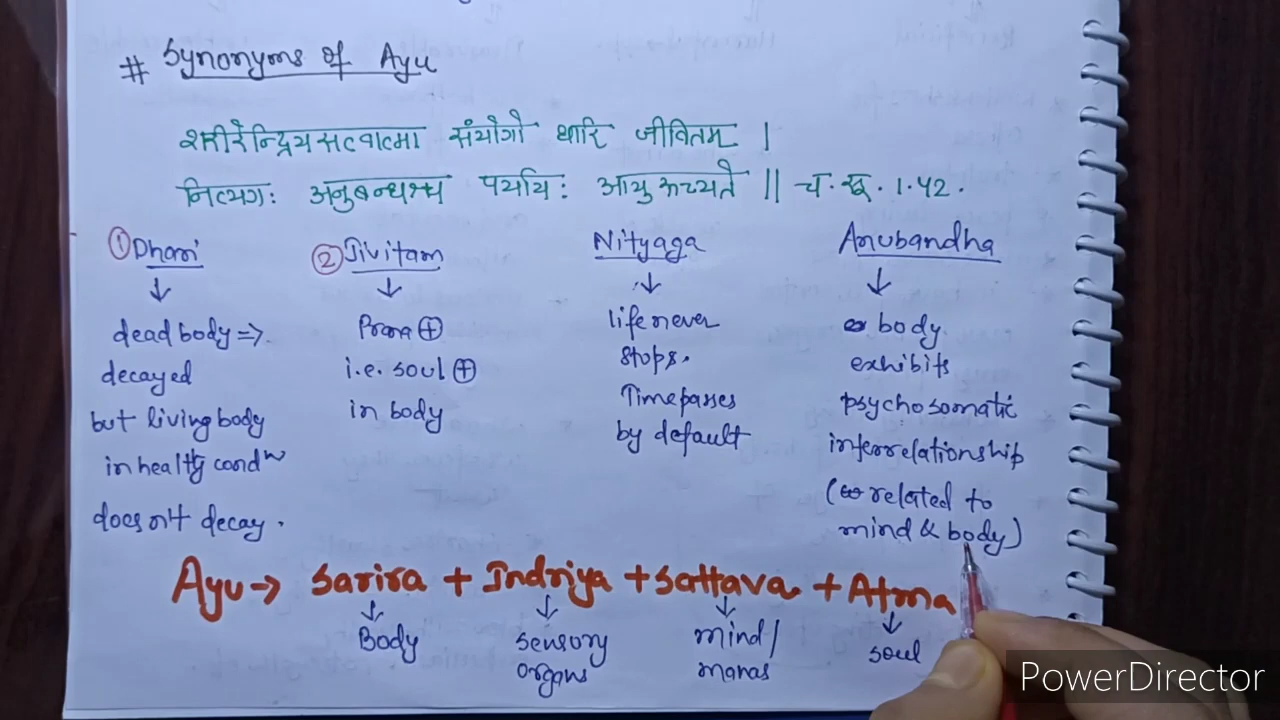 # Synonyms of Ayu
शरीरेन्द्रियसत्वात्मा संयोगो धारि जीवितम् |
नित्यगः अनुबन्धश्च पर्यायः आयुरुच्यते || च. सू. 1.42.
① Dhari
dead body =>
decayed
but living body
in healty condn
doesn't decay.
② Jivitam
Prana ⊕
i.e. soul ⊕
in body
Nityaga
life never
stops.
Time passes
by default
Anubandha
body
exhibits
psychosomatic
interrelationship
(related to
mind & body)
Ayu → Sarira + Indriya + Sattava + Atma
Body
sensory
organs
mind/
manas
soul
PowerDirector